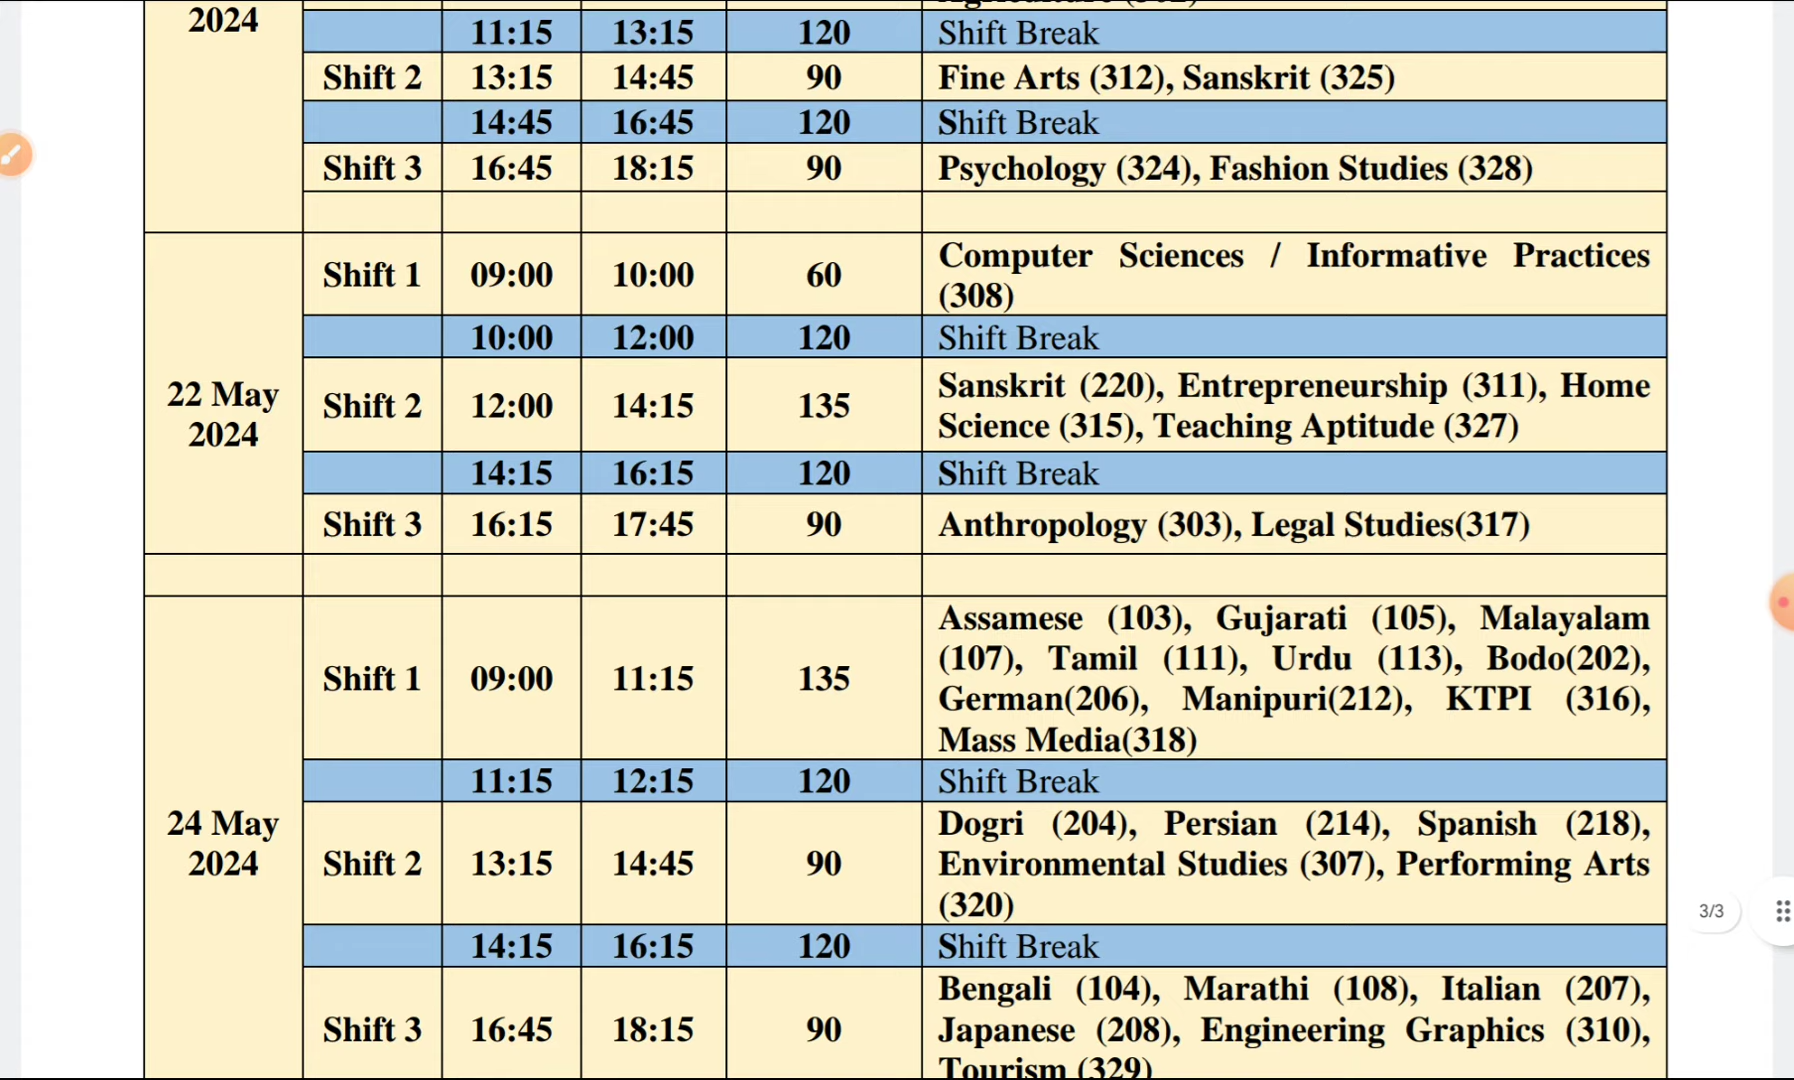 2024
11:15 13:15 120 Shift Break
Shift 2 13:15 14:45 90 Fine Arts (312), Sanskrit (325)
14:45 16:45 120 Shift Break
Shift 3 16:45 18:15 90 Psychology (324), Fashion Studies (328)
22 May
2024
Shift 1 09:00 10:00 60 Computer Sciences / Informative Practices
(308)
10:00 12:00 120 Shift Break
Shift 2 12:00 14:15 135 Sanskrit (220), Entrepreneurship (311), Home
Science (315), Teaching Aptitude (327)
14:15 16:15 120 Shift Break
Shift 3 16:15 17:45 90 Anthropology (303), Legal Studies(317)
24 May
2024
Shift 1 09:00 11:15 135 Assamese (103), Gujarati (105), Malayalam
(107), Tamil (111), Urdu (113), Bodo(202),
German(206), Manipuri(212), KTPI (316),
Mass Media(318)
11:15 12:15 120 Shift Break
Shift 2 13:15 14:45 90 Dogri (204), Persian (214), Spanish (218),
Environmental Studies (307), Performing Arts
(320)
14:15 16:15 120 Shift Break
Shift 3 16:45 18:15 90 Bengali (104), Marathi (108), Italian (207),
Japanese (208), Engineering Graphics (310),
Tourism (329)
3/3